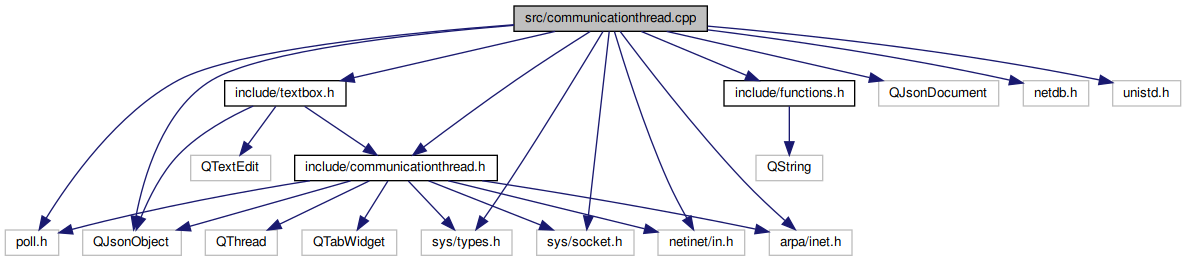 src/communicationthread.cpp
include/textbox.h
include/functions.h
QJsonDocument
netdb.h
unistd.h
QTextEdit
include/communicationthread.h
QString
poll.h
QJsonObject
QThread
QTabWidget
sys/types.h
sys/socket.h
netinet/in.h
arpa/inet.h